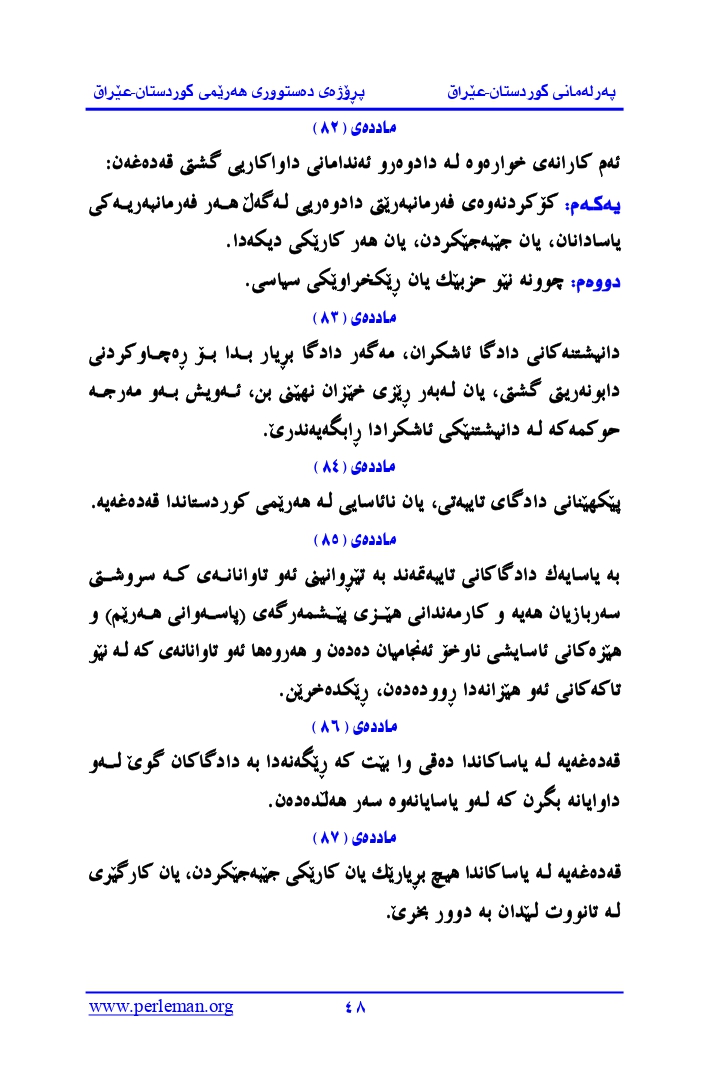 پەرلەمانی کوردستان-عێراق پڕۆژەی دەستووری هەرێمی کوردستان-عێراق
ماددەی (٨٢)
ئەم کارانەی خوارەوە لە دادوەرو ئەندامانی داواکاریی گشتی قەدەغەن:
یەکەم: کۆکردنەوەی فەرمانبەرێتی دادوەریی لەگەڵ هەر فەرمانبەریەکی
یاسادانان، یان جێبەجێکردن، یان هەر کارێکی دیکەدا.
دووەم: چوونە نێو حزبێك یان ڕێکخراوێکی سیاسی.
ماددەی (٨٣)
دانیشتنەکانی دادگا ئاشکران، مەگەر دادگا بڕیار بدا بۆ ڕەچاوکردنی
دابونەریتی گشتی، یان لەبەر ڕێزی خێزان نهێنی بن، ئەویش بەو مەرجە
حوکمەکە لە دانیشتنێکی ئاشکرادا ڕابگەیەندرێ.
ماددەی (٨٤)
پێکهێنانی دادگای تایبەتی، یان نائاسایی لە هەرێمی کوردستاندا قەدەغەیە.
ماددەی (٨٥)
بە یاسایەك دادگاکانی تایبەتمەند بە تێڕوانینی ئەو تاوانانەی کە سروشتی
سەربازیان هەیە و کارمەندانی هێزی پێشمەرگەی (پاسەوانی هەرێم) و
هێزەکانی ئاسایشی ناوخۆ ئەنجامیان دەدەن و هەروەها ئەو تاوانانەی کە لە نێو
تاکەکانی ئەو هێزانەدا ڕوودەدەن، ڕێکدەخرێن.
ماددەی (٨٦)
قەدەغەیە لە یاساکاندا دەقی وا بێت کە ڕێگەنەدا بە دادگاکان گوێ لەو
داوایانە بگرن کە لەو یاسایانەوە سەر هەڵدەدەن.
ماددەی (٨٧)
قەدەغەیە لە یاساکاندا هیچ بڕیارێك یان کارێکی جێبەجێکردن، یان کارگێری
لە تانووت لێدان بە دوور بخرێ.
٤٨ www.perleman.org